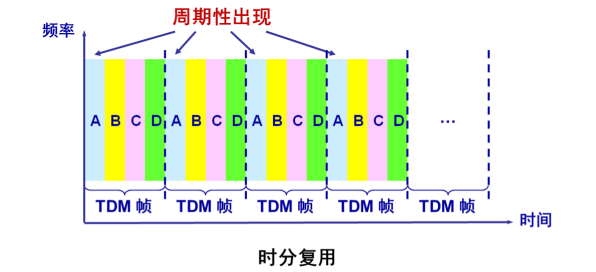 周期性出现
频率
A B C D A B C D A B C D A B C D …
TDM 帧 TDM 帧 TDM 帧 TDM 帧 TDM 帧
时间
时分复用